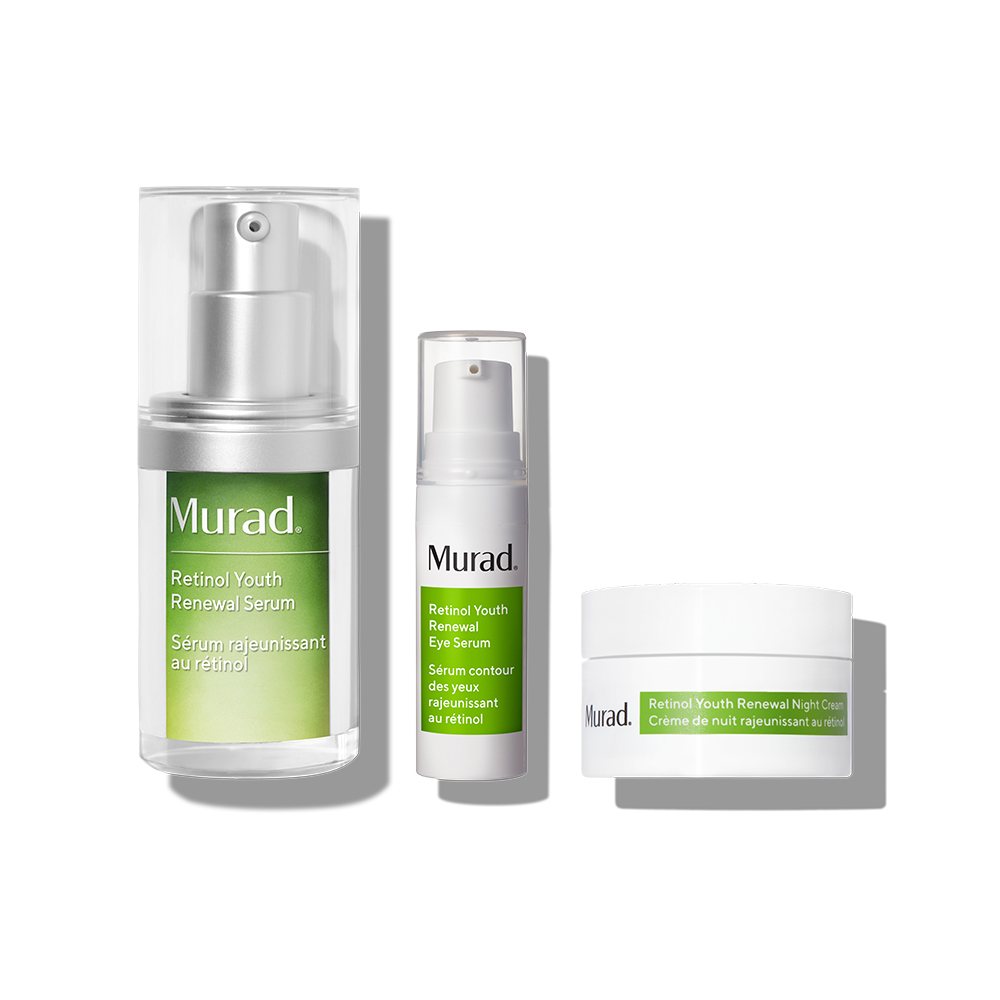 Murad®
Retinol Youth
Renewal Serum
Sérum rajeunissant
au rétinol
Murad®
Retinol Youth
Renewal
Eye Serum
Sérum contour
des yeux
rajeunissant
au rétinol
Murad®
Retinol Youth Renewal Night Cream
Crème de nuit rajeunissant au rétinol